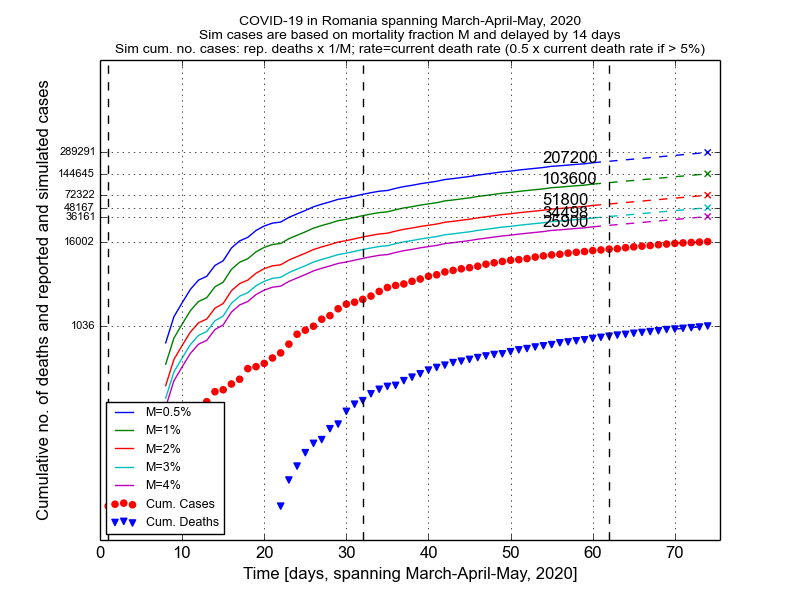 COVID-19 in Romania spanning March-April-May, 2020
Sim cases are based on mortality fraction M and delayed by 14 days
Sim cum. no. cases: rep. deaths x 1/M; rate=current death rate (0.5 x current death rate if > 5%)
Cumulative no. of deaths and reported and simulated cases
289291
144645
72322
48167
36161
16002
1036
207200
103600
51800
34498
25900
M=0.5%
M=1%
M=2%
M=3%
M=4%
Cum. Cases
Cum. Deaths
0 10 20 30 40 50 60 70
Time [days, spanning March-April-May, 2020]